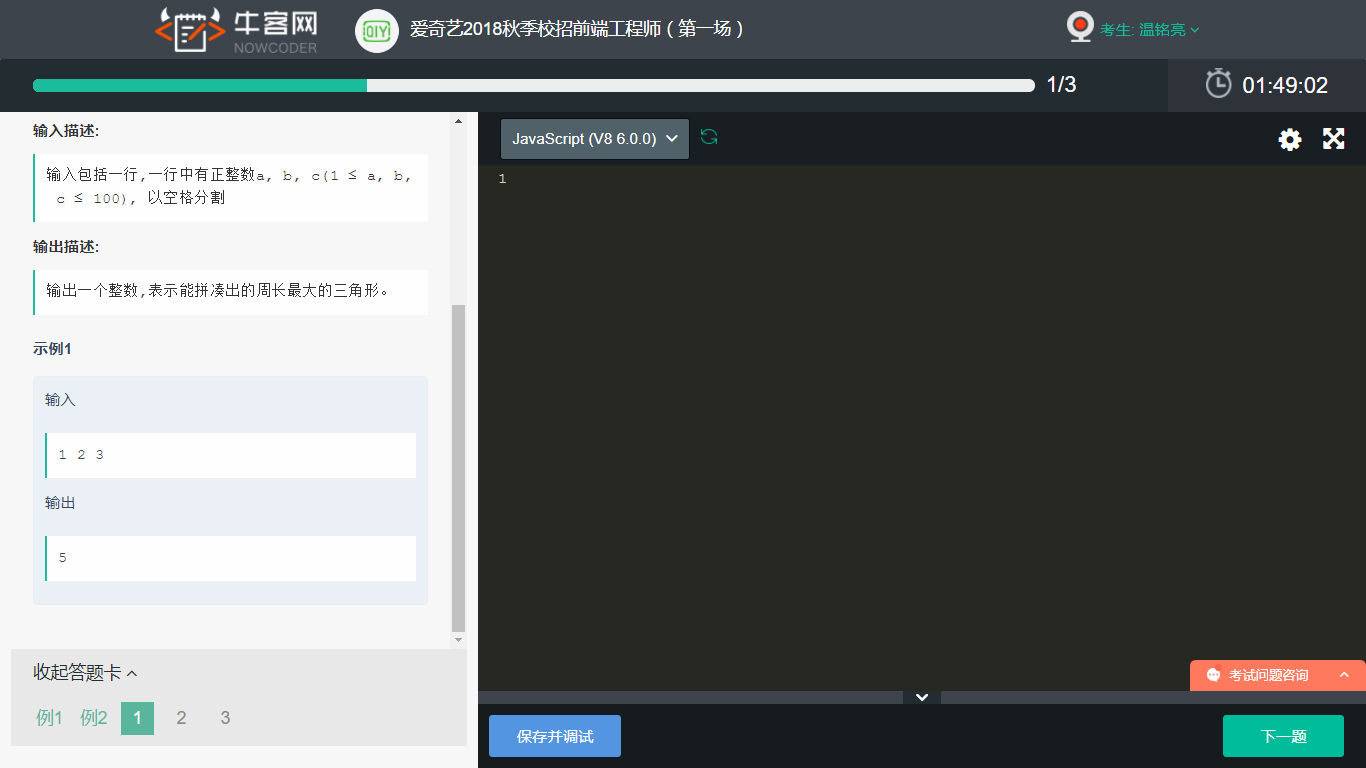 牛客网
NOWCODER
QIY
爱奇艺2018秋季校招前端工程师（第一场）
考生: 温铭亮
1/3
01:49:02
输入描述:
输入包括一行,一行中有正整数a, b, c(1 ≤ a, b,
c ≤ 100), 以空格分割
输出描述:
输出一个整数,表示能拼凑出的周长最大的三角形。
示例1
输入
1 2 3
输出
5
收起答题卡
例1 例2 1 2 3
JavaScript (V8 6.0.0)
1
考试问题咨询
保存并调试
下一题